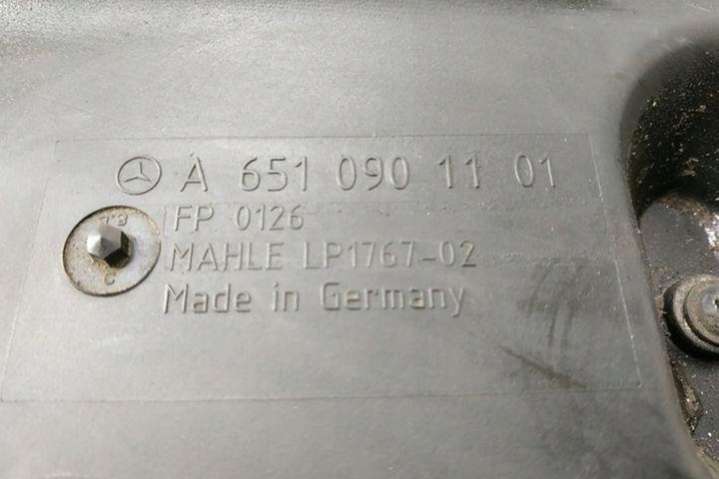 A 651 090 11 01
FP 0126
MAHLE LP1767-02
Made in Germany